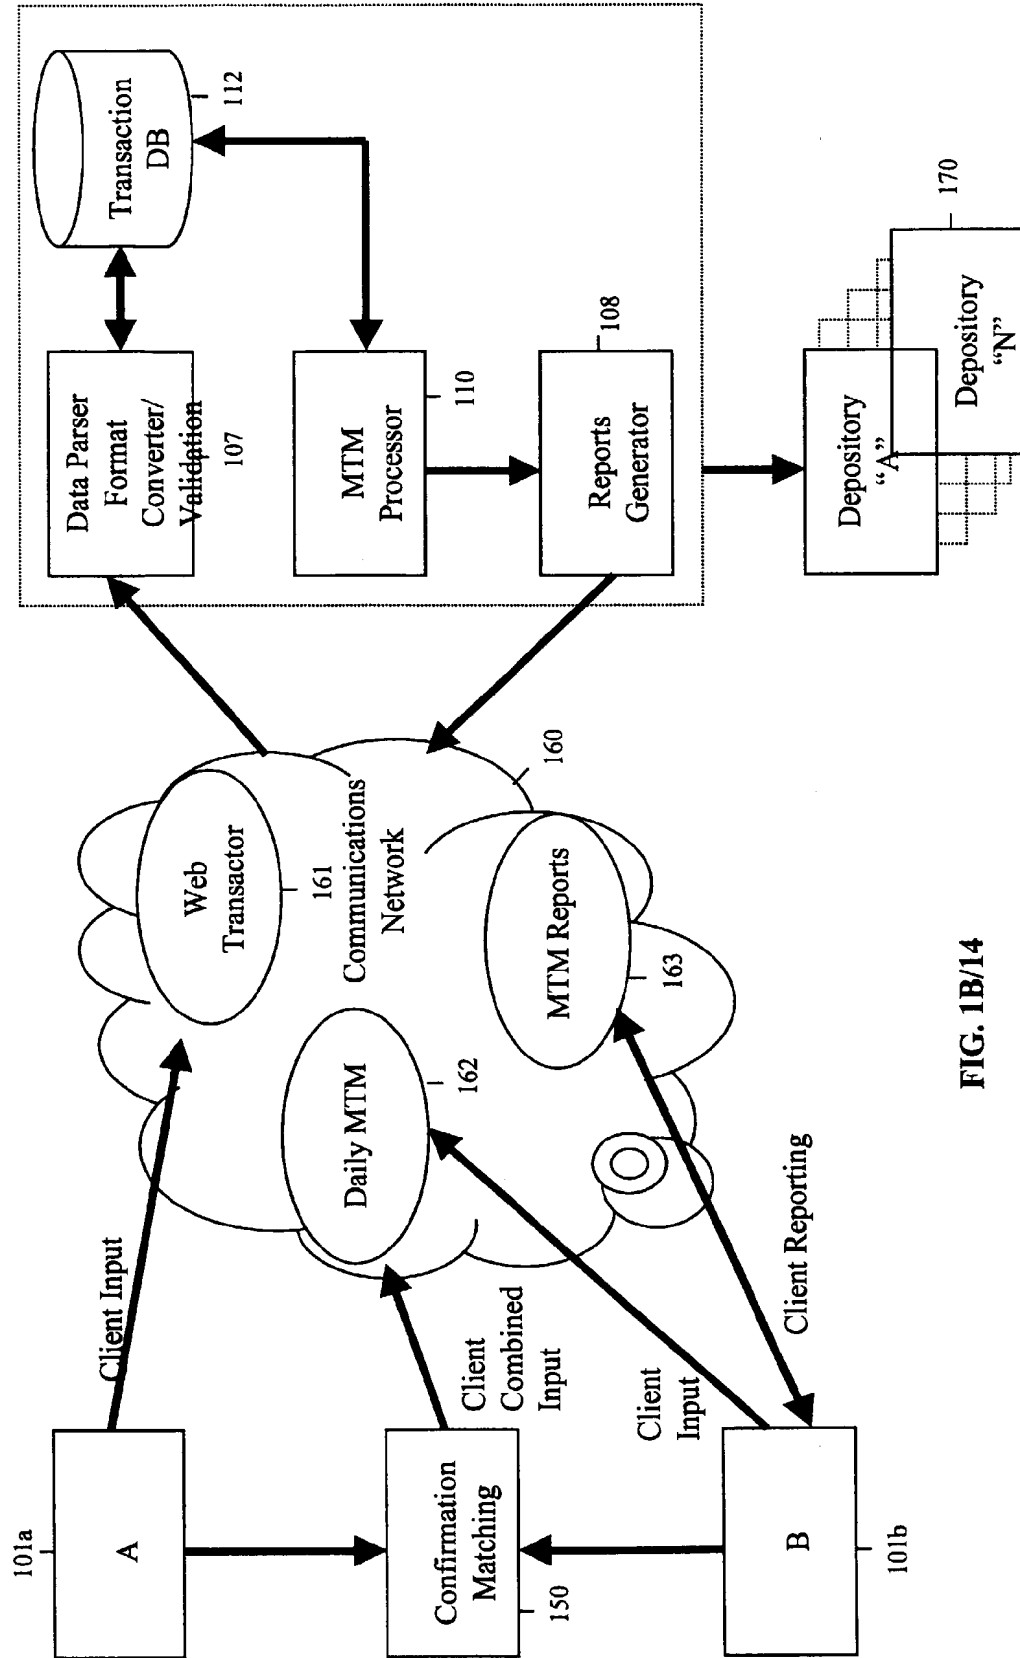 101a
A
Client Input
Confirmation
Matching
150
Client
Combined
Input
Client
Input
B
101b
Client Reporting
Web
Transactor
161
Daily MTM
162
Communications
Network
160
MTM Reports
163
Data Parser
Format
Converter/
Validation
107
Transaction
DB
112
MTM
Processor
110
Reports
Generator
108
Depository
“A”
Depository
“N”
170
FIG. 1B/14